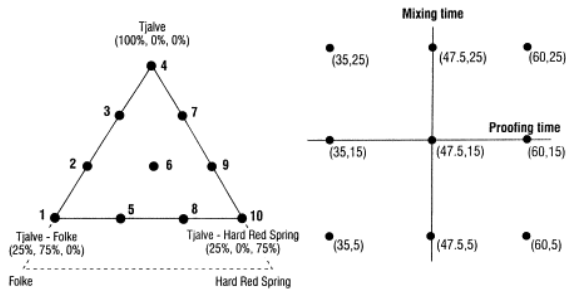 Tjalve
(100%, 0%, 0%)
4
3
7
2
6
9
1
5
8
10
Tjalve - Folke
(25%, 75%, 0%)
Tjalve - Hard Red Spring
(25%, 0%, 75%)
Folke
Hard Red Spring
Mixing time
(35,25)
(47.5,25)
(60,25)
Proofing time
(35,15)
(47.5,15)
(60,15)
(35,5)
(47.5,5)
(60,5)